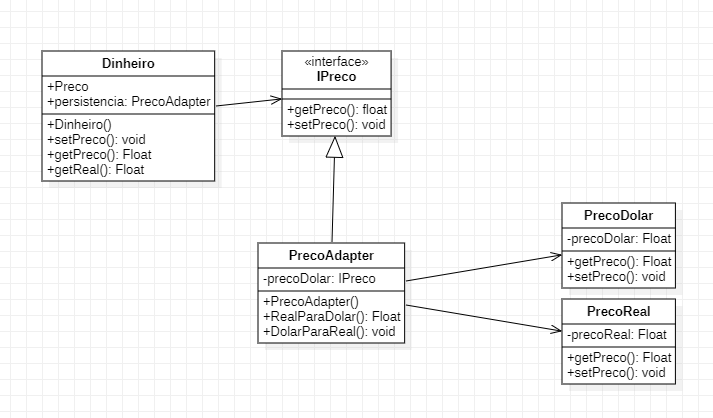 Dinheiro
+Preco
+persistencia: PrecoAdapter
+Dinheiro()
+setPreco(): void
+getPreco(): Float
+getReal(): Float
«interface»
IPreco
+getPreco(): float
+setPreco(): void
PrecoAdapter
-precoDolar: IPreco
+PrecoAdapter()
+RealParaDolar(): Float
+DolarParaReal(): void
PrecoDolar
-precoDolar: Float
+getPreco(): Float
+setPreco(): void
PrecoReal
-precoReal: Float
+getPreco(): Float
+setPreco(): void